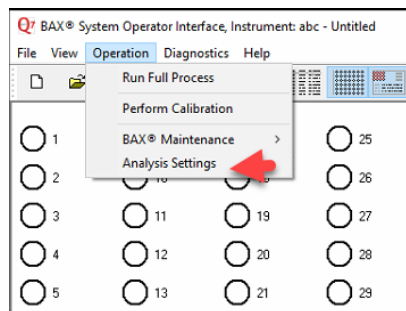 Q7 BAX® System Operator Interface, Instrument: abc - Untitled
File View Operation Diagnostics Help
Run Full Process
Perform Calibration
BAX® Maintenance >
Analysis Settings
1 25
2 26
3 11 19 27
4 12 20 28
5 13 21 29